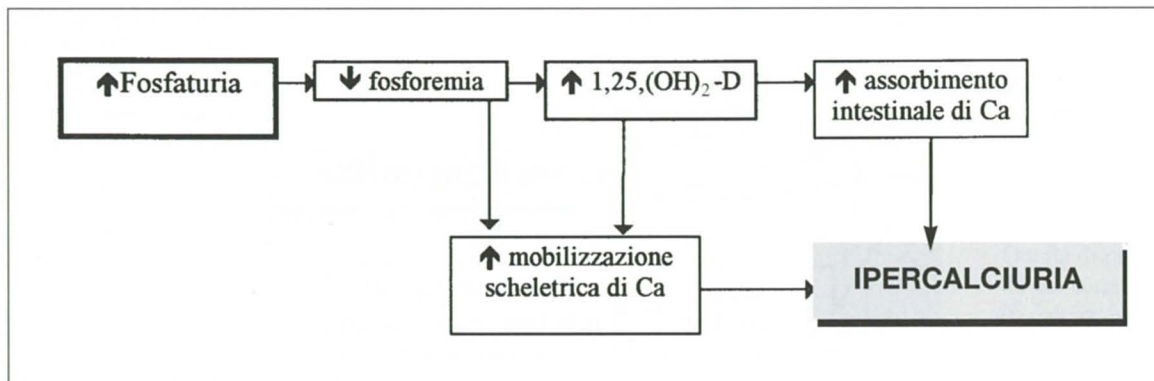 ↑Fosfaturia
↓ fosforemia
↑ 1,25,(OH)₂-D
↑ assorbimento
intestinale di Ca
↑ mobilizzazione
scheletrica di Ca
IPERCALCIURIA